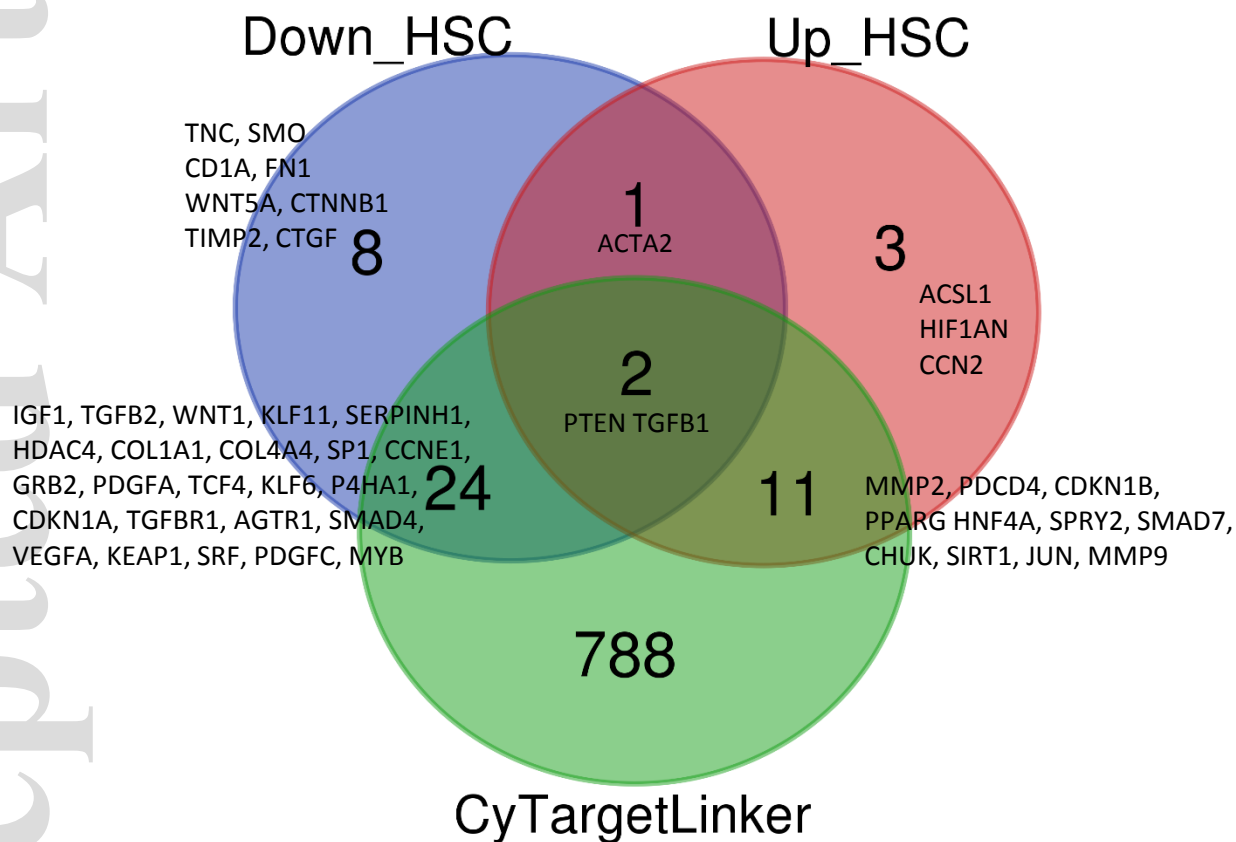 Down_HSC
Up_HSC
TNC, SMO
CD1A, FN1
WNT5A, CTNNB1
TIMP2, CTGF
8
1
ACTA2
3
ACSL1
HIF1AN
CCN2
2
PTEN TGFB1
IGF1, TGFB2, WNT1, KLF11, SERPINH1,
HDAC4, COL1A1, COL4A4, SP1, CCNE1,
GRB2, PDGFA, TCF4, KLF6, P4HA1,
CDKN1A, TGFBR1, AGTR1, SMAD4,
VEGFA, KEAP1, SRF, PDGFC, MYB
24
11
MMP2, PDCD4, CDKN1B,
PPARG HNF4A, SPRY2, SMAD7,
CHUK, SIRT1, JUN, MMP9
788
CyTargetLinker